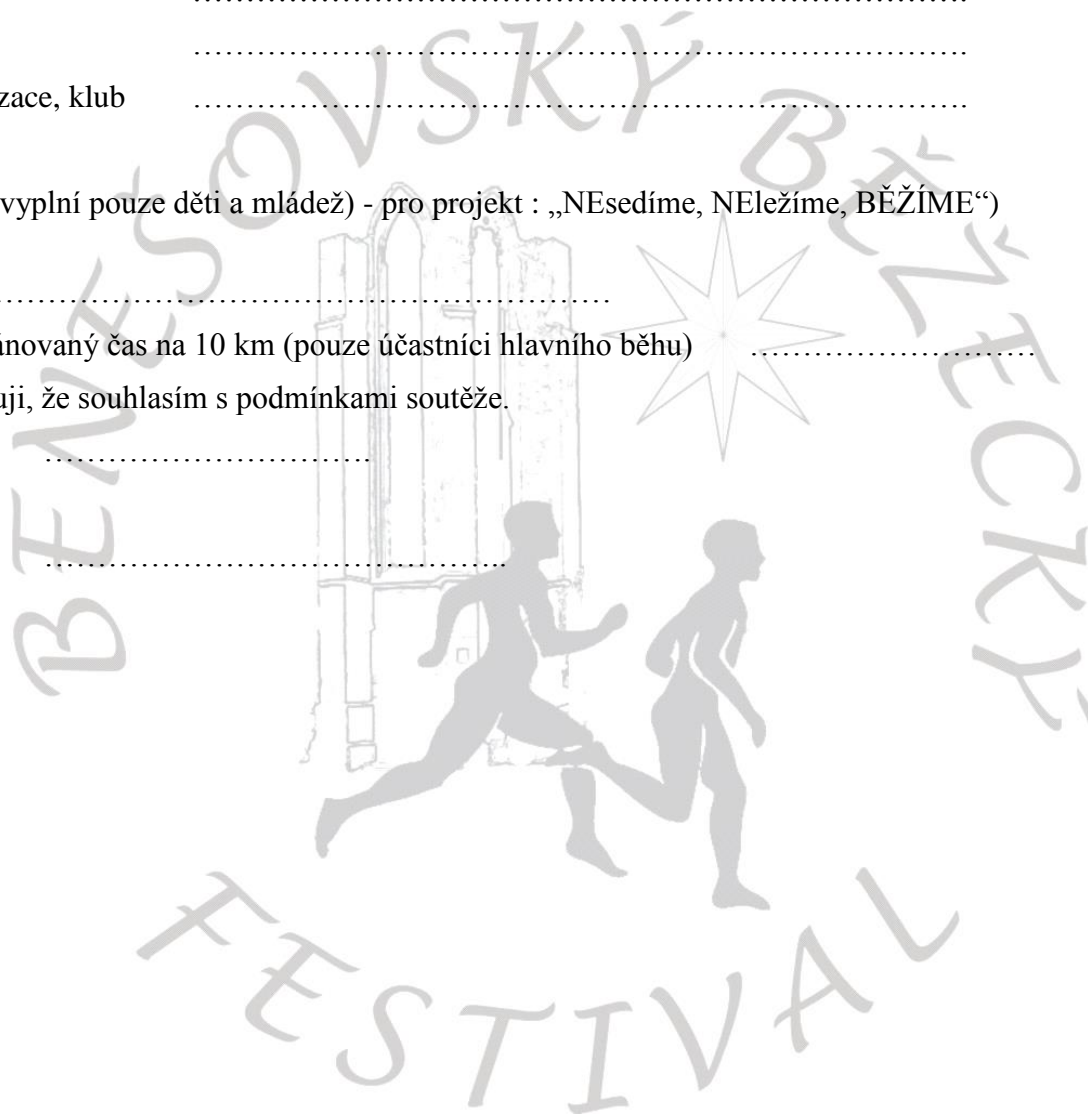 ……………………………………………………………….
……………………………………………………………….
zace, klub ……………………………………………………………….
vyplní pouze děti a mládež) - pro projekt : „NEsedíme, NEležíme, BĚŽÍME“)
…………………………………………………
ánovaný čas na 10 km (pouze účastníci hlavního běhu) ………………………
uji, že souhlasím s podmínkami soutěže.
………………………….
……………………………………..
BENEŠOVSKÝ BĚŽECKÝ
FESTIVAL